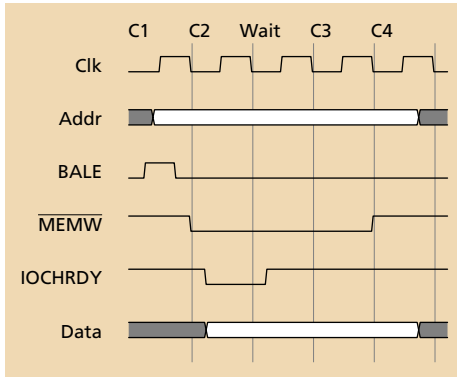 C1 C2 Wait C3 C4
Clk
Addr
BALE
MEMW
IOCHRDY
Data